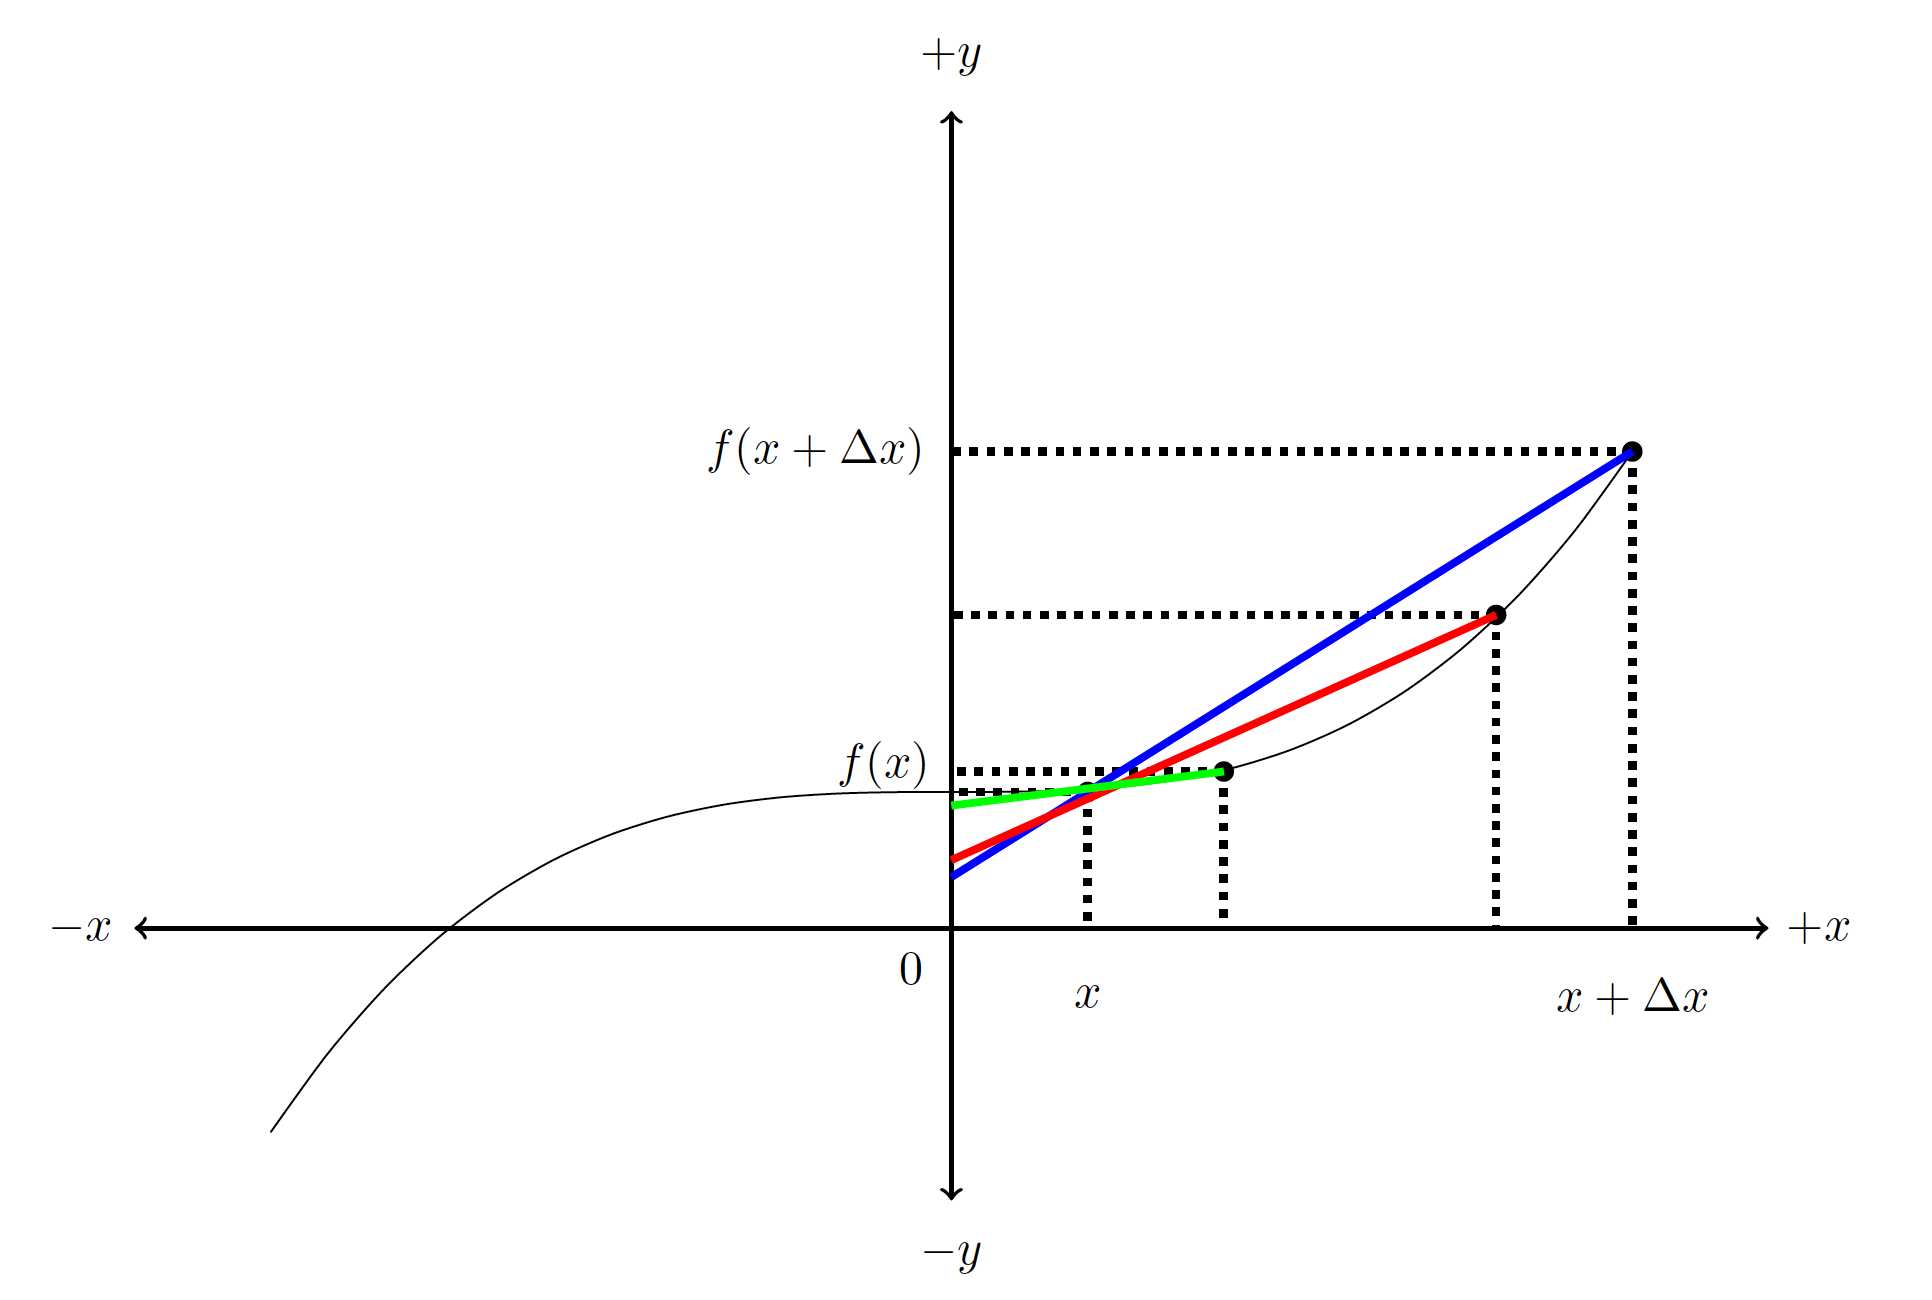 +y
f(x + Δx)
f(x)
−x
+x
0
x
x + Δx
−y